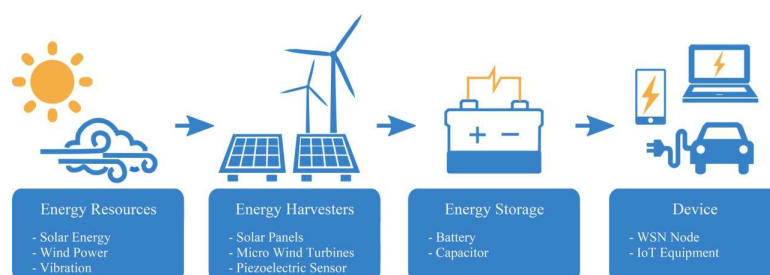 Energy Resources
- Solar Energy
- Wind Power
- Vibration
Energy Harvesters
- Solar Panels
- Micro Wind Turbines
- Piezoelectric Sensor
Energy Storage
- Battery
- Capacitor
Device
- WSN Node
- IoT Equipment